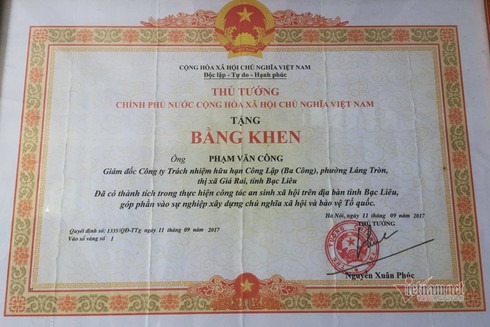 CỘNG HÒA XÃ HỘI CHỦ NGHĨA VIỆT NAM
Độc lập - Tự do - Hạnh phúc
THỦ TƯỚNG
CHÍNH PHỦ NƯỚC CỘNG HÒA XÃ HỘI CHỦ NGHĨA VIỆT NAM
TẶNG
BẰNG KHEN
Ông PHẠM VĂN CÔNG
Giám đốc Công ty Trách nhiệm hữu hạn Công Lập (Ba Công), phường Láng Tròn,
thị xã Giá Rai, tỉnh Bạc Liêu
Đã có thành tích trong thực hiện công tác an sinh xã hội trên địa bàn tỉnh Bạc Liêu,
góp phần vào sự nghiệp xây dựng chủ nghĩa xã hội và bảo vệ Tổ quốc.
Hà Nội, ngày 11 tháng 09 năm 2017
THỦ TƯỚNG
Quyết định số: 1335/QĐ-TTg ngày 11 tháng 09 năm 2017
Vào sổ vàng số: 1
Nguyễn Xuân Phúc
vietnamnet